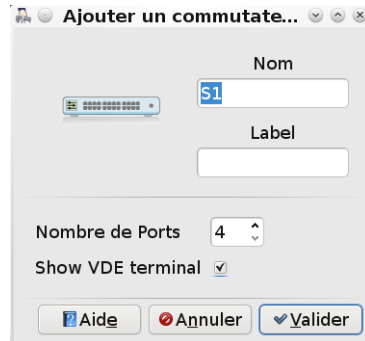 Ajouter un commutate...
Nom
S1
Label
Nombre de Ports 4
Show VDE terminal
Aide Annuler Valider